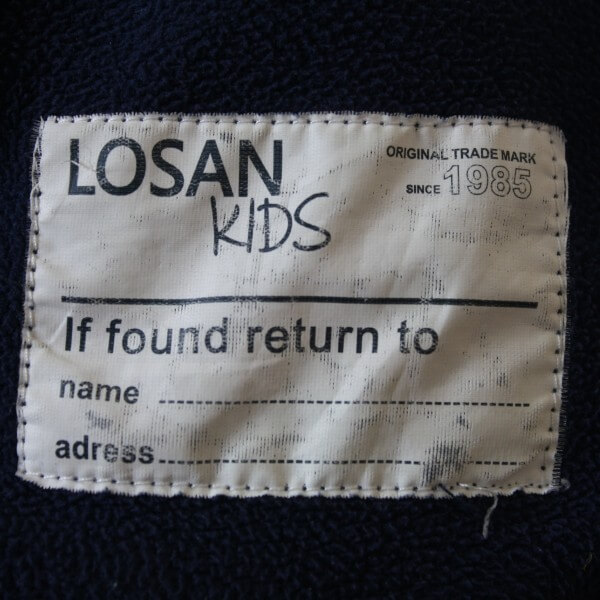 LOSAN
KIDS
ORIGINAL TRADE MARK
SINCE 1985
If found return to
name
adress